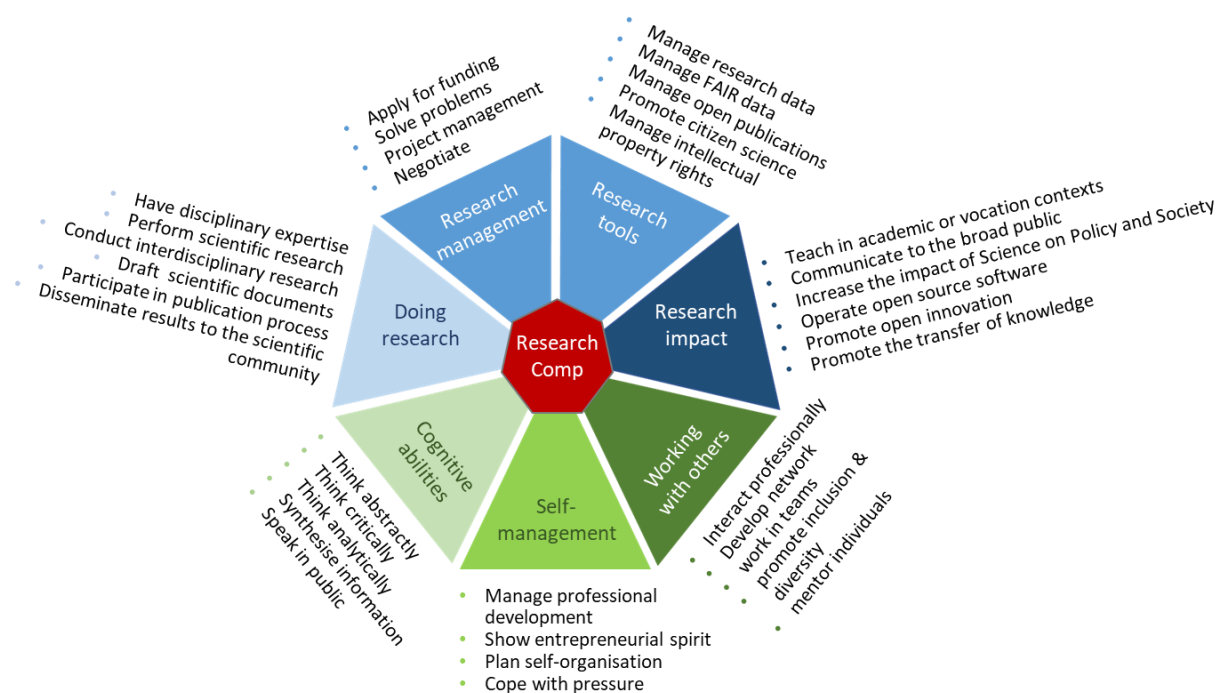 Apply for funding
Solve problems
Project management
Negotiate
Manage research data
Manage FAIR data
Manage open publications
Promote citizen science
Manage intellectual
property rights
Research
management
Research
tools
Have disciplinary expertise
Perform scientific research
Conduct interdisciplinary research
Draft scientific documents
Participate in publication process
Disseminate results to the scientific
community
Doing
research
Research
Comp
Research
impact
Teach in academic or vocation contexts
Communicate to the broad public
Increase the impact of Science on Policy and Society
Operate open source software
Promote open innovation
Promote the transfer of knowledge
Cognitive
abilities
Think abstractly
Think critically
Think analytically
Synthesise information
Speak in public
Self-
management
Manage professional
development
Show entrepreneurial spirit
Plan self-organisation
Cope with pressure
Working
with others
Interact professionally
Develop network
work in teams
promote inclusion &
diversity
mentor individuals